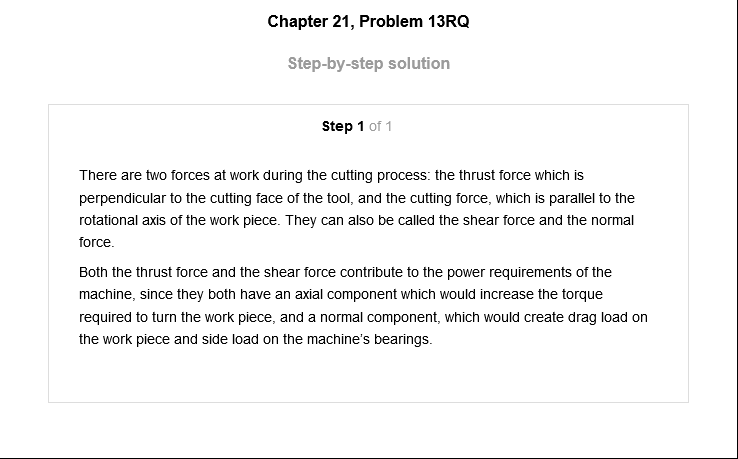 Chapter 21, Problem 13RQ
Step-by-step solution
Step 1 of 1
There are two forces at work during the cutting process: the thrust force which is
perpendicular to the cutting face of the tool, and the cutting force, which is parallel to the
rotational axis of the work piece. They can also be called the shear force and the normal
force.
Both the thrust force and the shear force contribute to the power requirements of the
machine, since they both have an axial component which would increase the torque
required to turn the work piece, and a normal component, which would create drag load on
the work piece and side load on the machine's bearings.